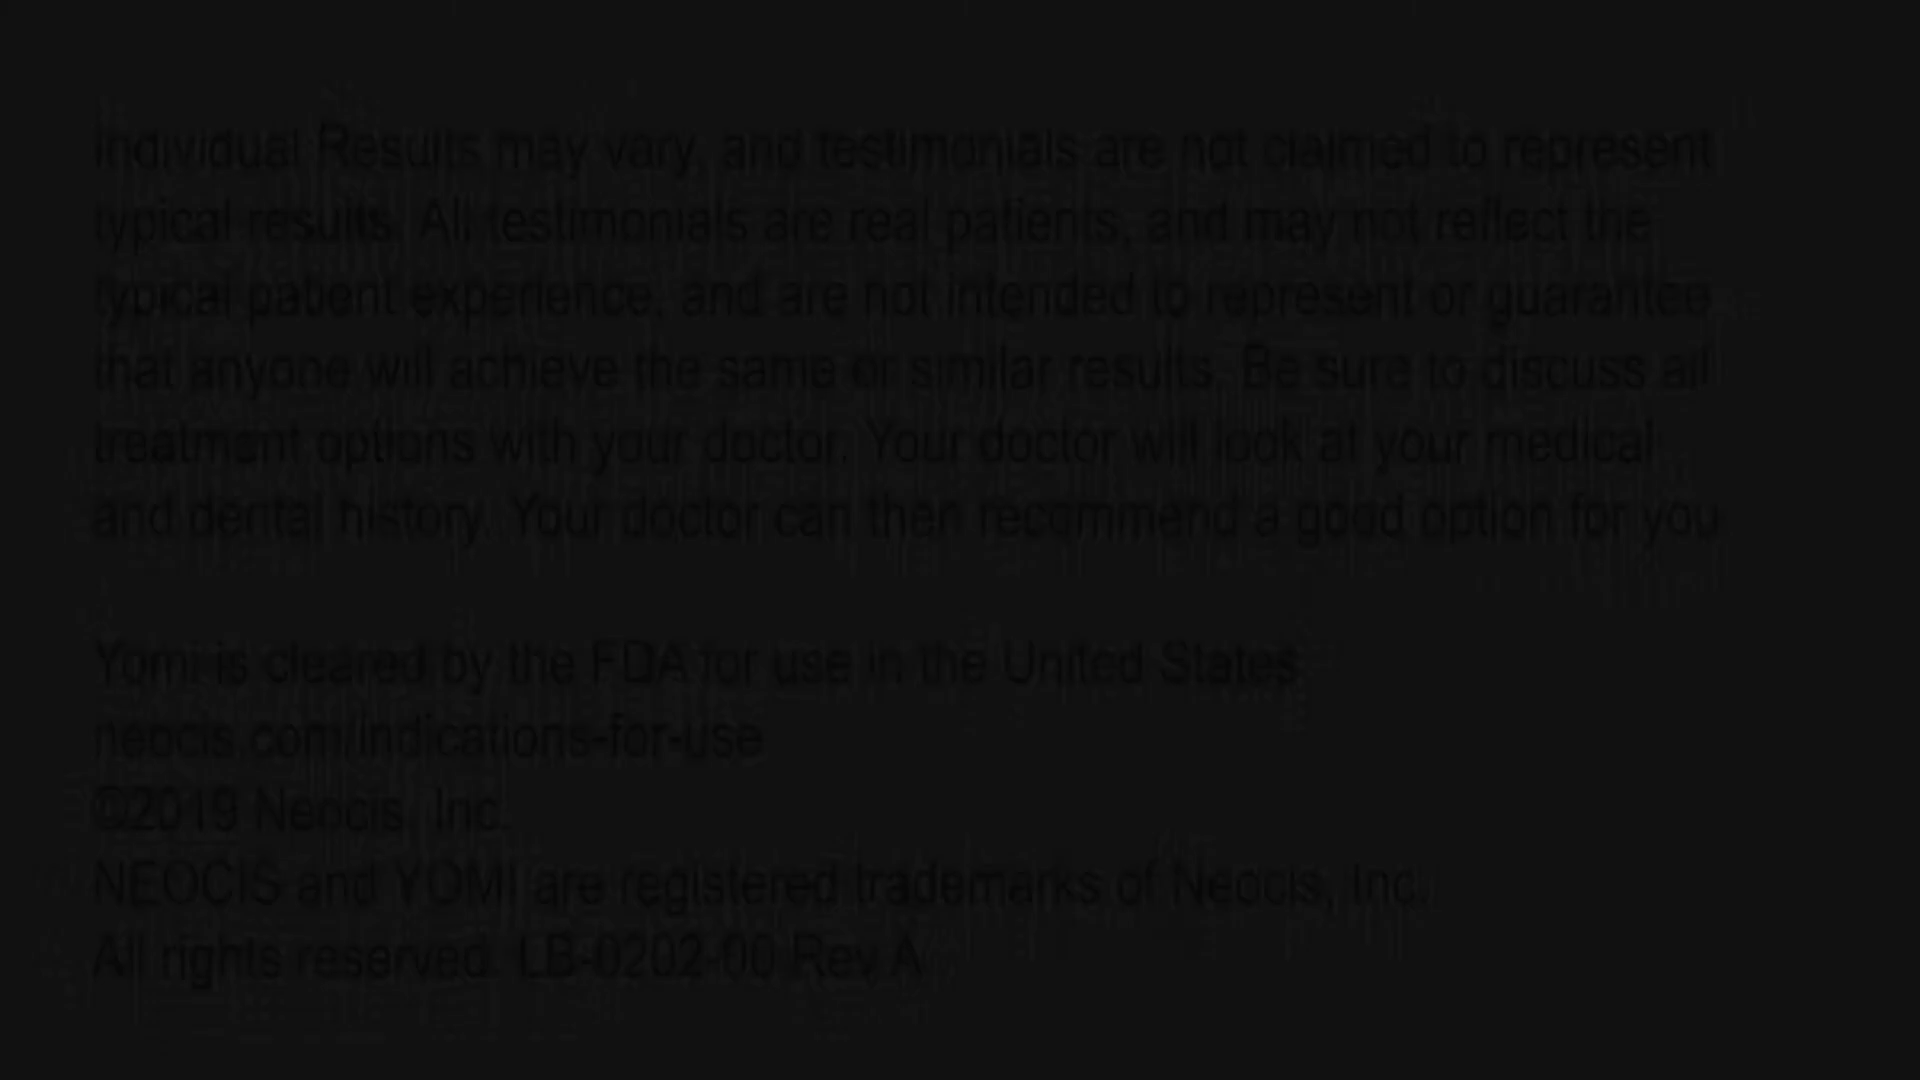 Individual Results may vary, and testimonials are not claimed to represent
typical results. All testimonials are real patients, and may not reflect the
typical patient experience, and are not intended to represent or guarantee
that anyone will achieve the same or similar results. Be sure to discuss all
treatment options with your doctor. Your doctor will look at your medical
and dental history. Your doctor can then recommend a good option for you
Yomi is cleared by the FDA for use in the United States
neocis.com/indications-for-use
©2019 Neocis, Inc.
NEOCIS and YOMI are registered trademarks of Neocis, Inc.
All rights reserved. LB-0202-00 Rev A